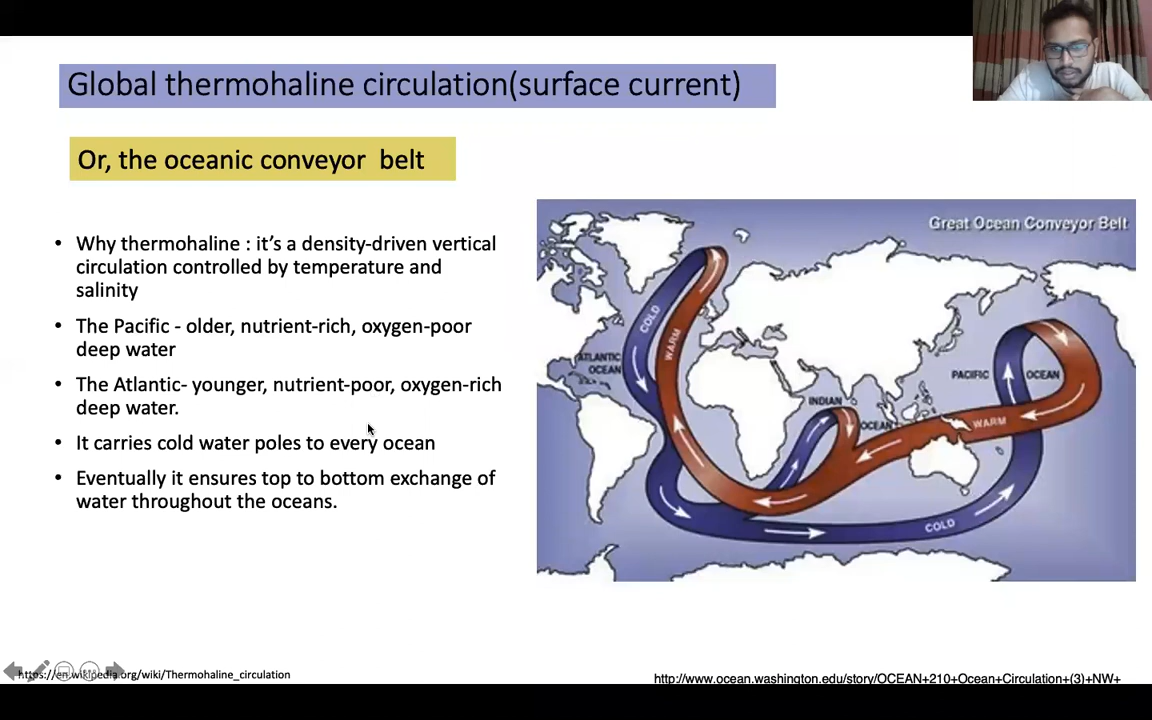 Global thermohaline circulation(surface current)
Or, the oceanic conveyor belt
• Why thermohaline : it’s a density-driven vertical
circulation controlled by temperature and
salinity
• The Pacific - older, nutrient-rich, oxygen-poor
deep water
• The Atlantic- younger, nutrient-poor, oxygen-rich
deep water.
• It carries cold water poles to every ocean
• Eventually it ensures top to bottom exchange of
water throughout the oceans.
Great Ocean Conveyor Belt
COLD
WARM
ATLANTIC
OCEAN
PACIFIC OCEAN
INDIAN
OCEAN
WARM
COLD
https://en.wikipedia.org/wiki/Thermohaline_circulation
http://www.ocean.washington.edu/story/OCEAN+210+Ocean+Circulation+(3)+NW+